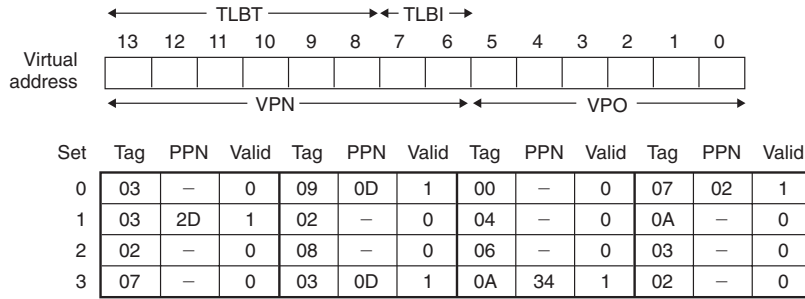 TLBT TLBI
13 12 11 10 9 8 7 6 5 4 3 2 1 0
Virtual
address
VPN VPO
Set Tag PPN Valid Tag PPN Valid Tag PPN Valid Tag PPN Valid
0 03 – 0 09 0D 1 00 – 0 07 02 1
1 03 2D 1 02 – 0 04 – 0 0A – 0
2 02 – 0 08 – 0 06 – 0 03 – 0
3 07 – 0 03 0D 1 0A 34 1 02 – 0